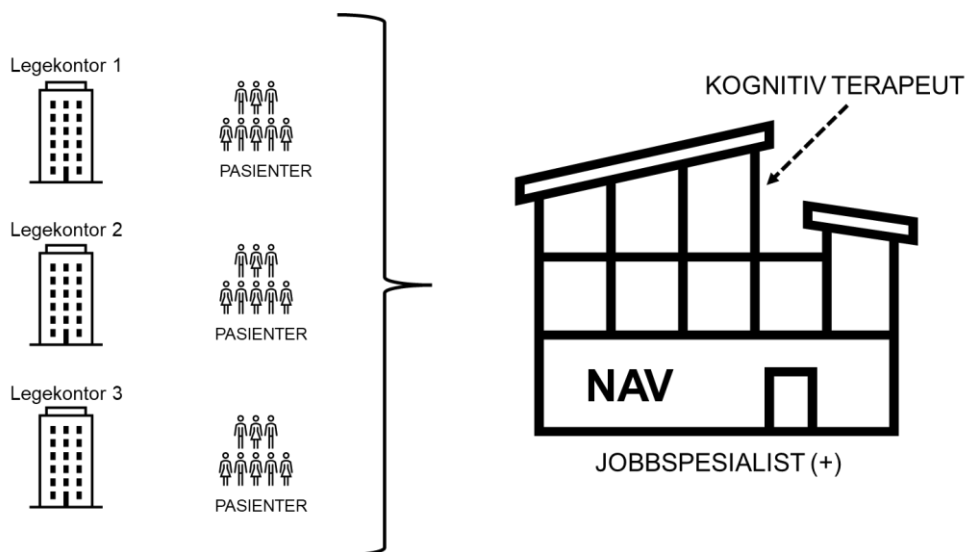 Legekontor 1
PASIENTER
Legekontor 2
PASIENTER
Legekontor 3
PASIENTER
KOGNITIV TERAPEUT
NAV
JOBBSPESIALIST (+)